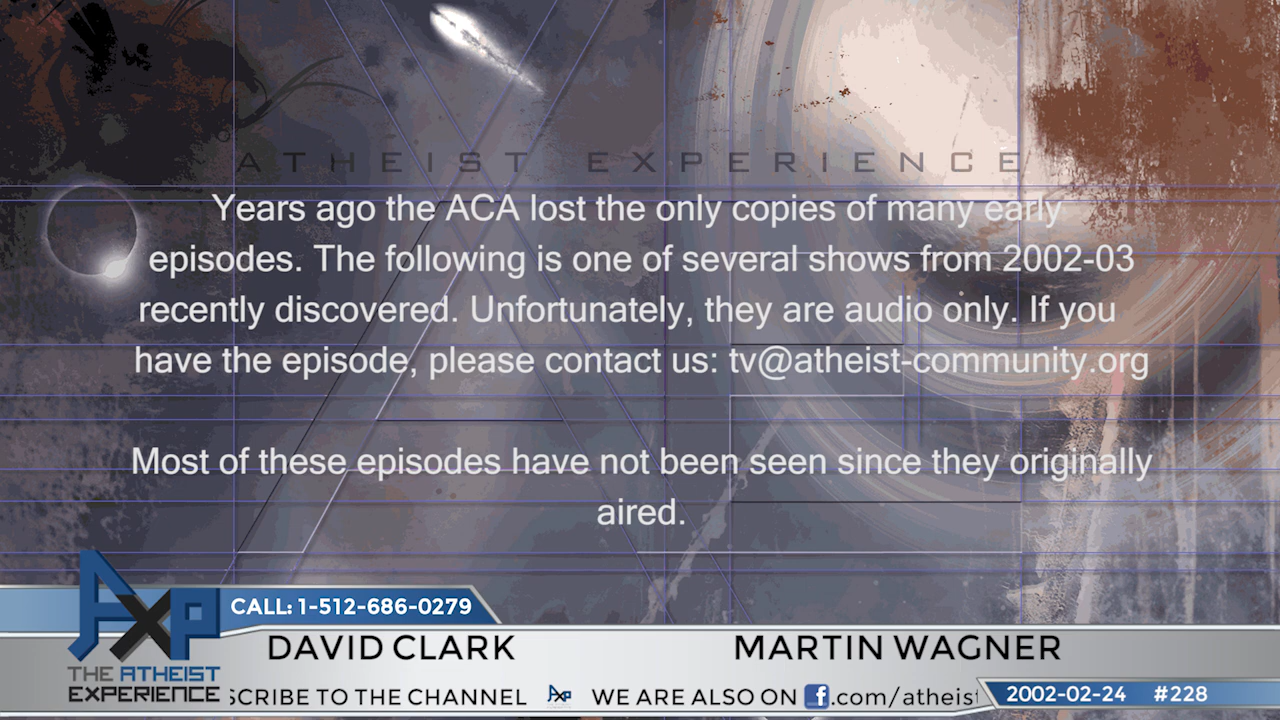 ATHEIST EXPERIENCE
Years ago the ACA lost the only copies of many early
episodes. The following is one of several shows from 2002-03
recently discovered. Unfortunately, they are audio only. If you
have the episode, please contact us: tv@atheist-community.org
Most of these episodes have not been seen since they originally
aired.
AXP
CALL: 1-512-686-0279
DAVID CLARK MARTIN WAGNER
THE ATHEIST
EXPERIENCE
SCRIBE TO THE CHANNEL AXP WE ARE ALSO ON f.com/atheist
2002-02-24 #228